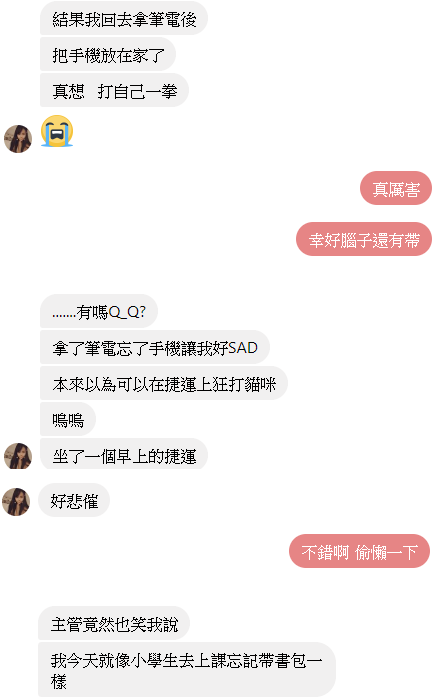 結果我回去拿筆電後
把手機放在家了
真想 打自己一拳
真厲害
幸好腦子還有帶
.......有嗎Q_Q?
拿了筆電忘了手機讓我好SAD
本來以為可以在捷運上狂打貓咪
嗚嗚
坐了一個早上的捷運
好悲催
不錯啊 偷懶一下
主管竟然也笑我說
我今天就像小學生去上課忘記帶書包一
樣